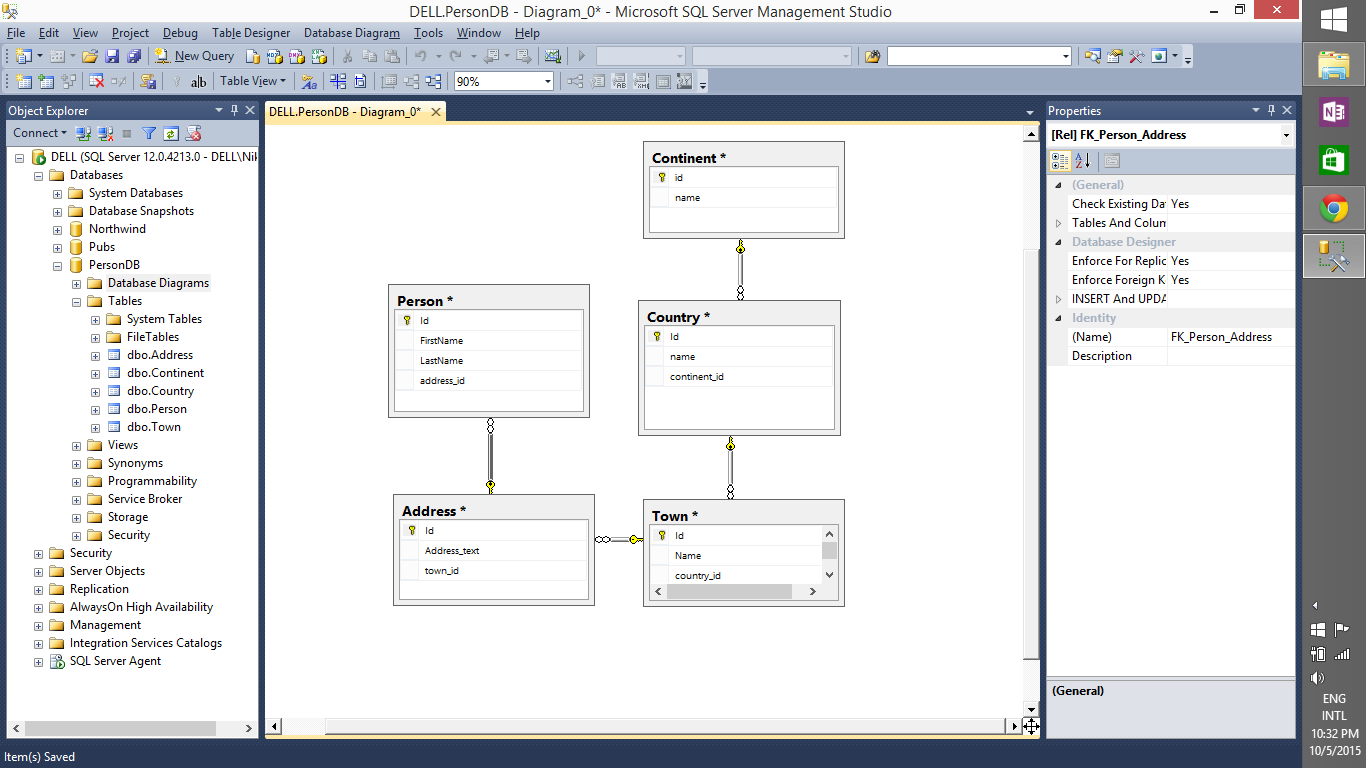 DELL.PersonDB - Diagram_0* - Microsoft SQL Server Management Studio
File Edit View Project Debug Table Designer Database Diagram Tools Window Help
New Query
ab Table View 90%
Object Explorer
Connect
DELL (SQL Server 12.0.4213.0 - DELL\Nik
Databases
System Databases
Database Snapshots
Northwind
Pubs
PersonDB
Database Diagrams
Tables
System Tables
FileTables
dbo.Address
dbo.Continent
dbo.Country
dbo.Person
dbo.Town
Views
Synonyms
Programmability
Service Broker
Storage
Security
Security
Server Objects
Replication
AlwaysOn High Availability
Management
Integration Services Catalogs
SQL Server Agent
DELL.PersonDB - Diagram_0*
Continent *
id
name
Person *
Id
FirstName
LastName
address_id
Country *
Id
name
continent_id
Address *
Id
Address_text
town_id
Town *
Id
Name
country_id
Properties
[Rel] FK_Person_Address
(General)
Check Existing Da Yes
Tables And Colum
Database Designer
Enforce For Replic Yes
Enforce Foreign K Yes
INSERT And UPDA
Identity
(Name) FK_Person_Address
Description
(General)
Item(s) Saved
ENG
INTL
10:32 PM
10/5/2015